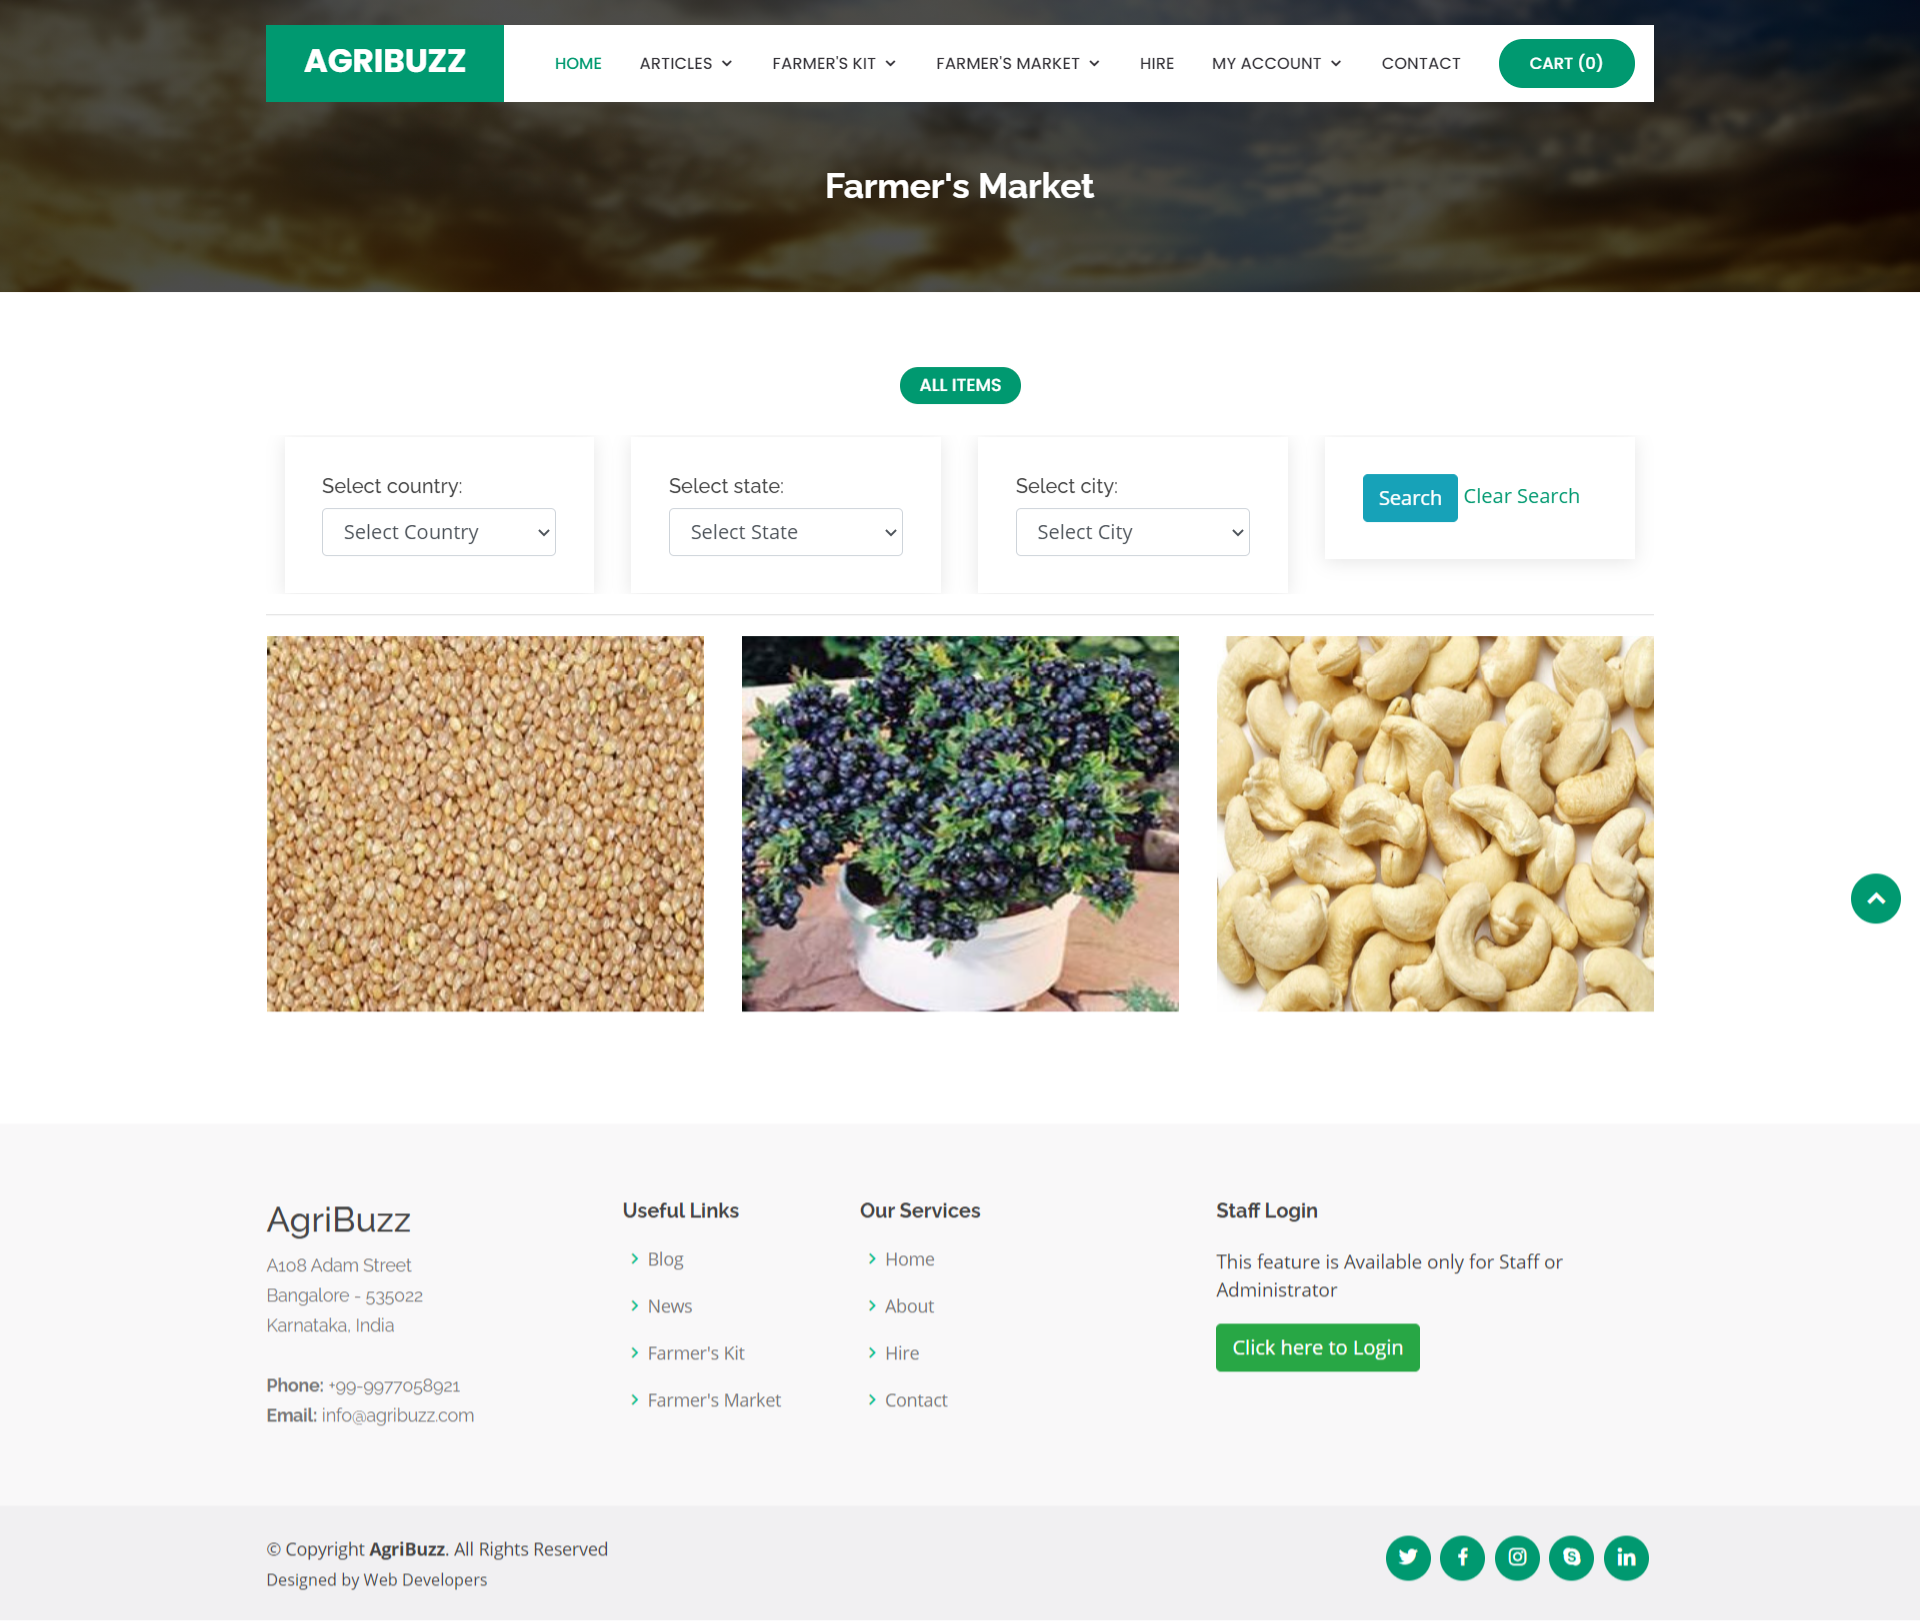 AGRIBUZZ
HOME ARTICLES FARMER'S KIT FARMER'S MARKET HIRE MY ACCOUNT CONTACT CART (0)
Farmer's Market
ALL ITEMS
Select country:
Select Country
Select state:
Select State
Select city:
Select City
Search Clear Search
AgriBuzz
A108 Adam Street
Bangalore - 535022
Karnataka, India
Phone: +99-9977058921
Email: info@agribuzz.com
Useful Links
Blog
News
Farmer's Kit
Farmer's Market
Our Services
Home
About
Hire
Contact
Staff Login
This feature is Available only for Staff or
Administrator
Click here to Login
© Copyright AgriBuzz. All Rights Reserved
Designed by Web Developers